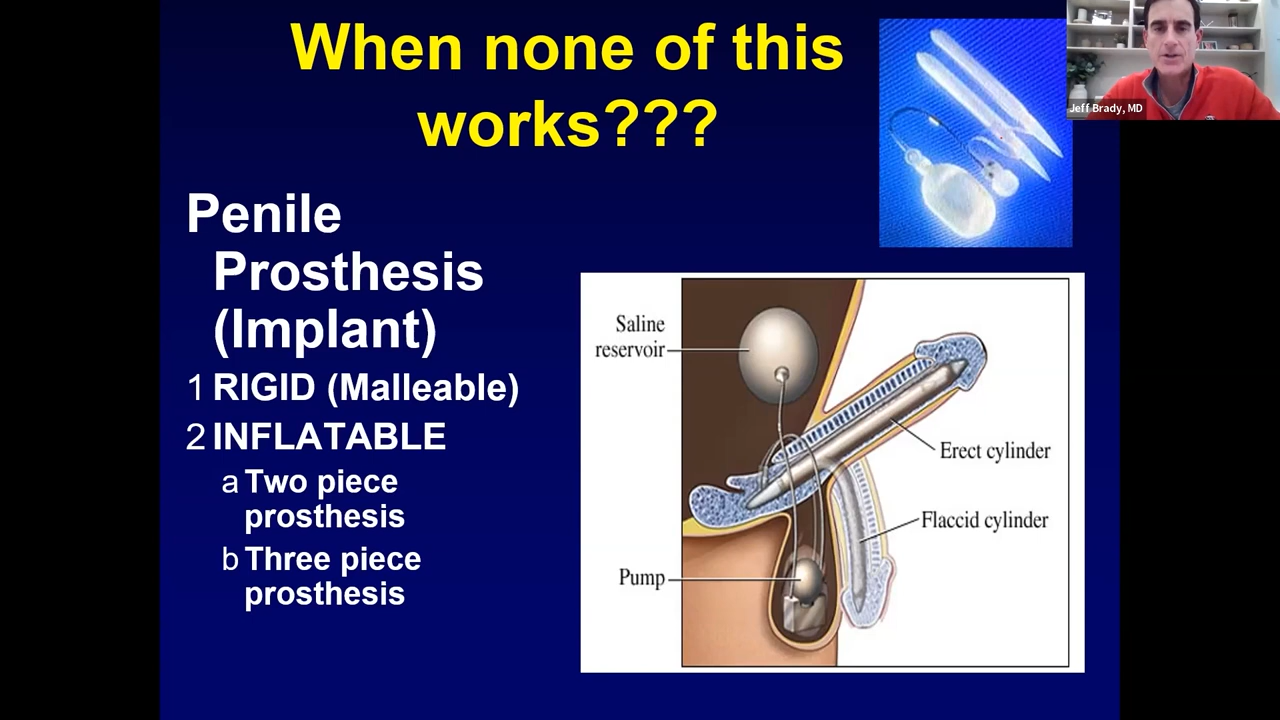 When none of this
works???
Jeff Brady, MD
Penile
Prosthesis
(Implant)
1 RIGID (Malleable)
2 INFLATABLE
a Two piece
prosthesis
b Three piece
prosthesis
Saline
reservoir
Erect cylinder
Flaccid cylinder
Pump